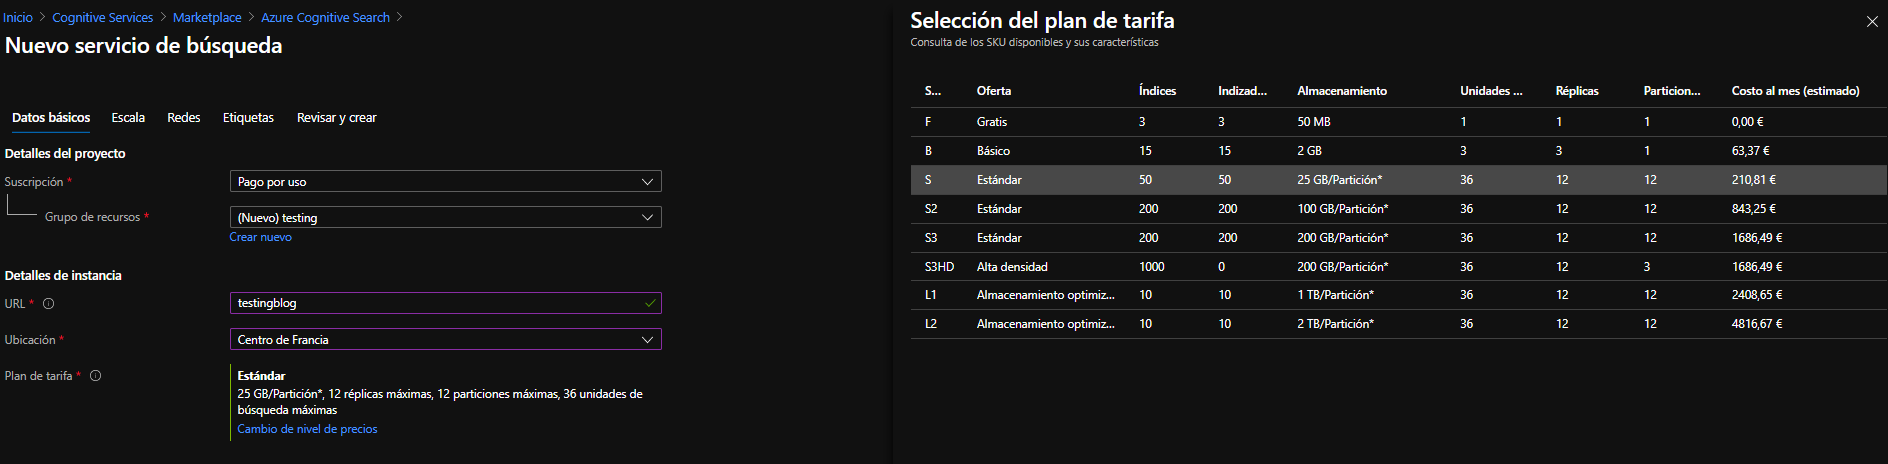 Inicio > Cognitive Services > Marketplace > Azure Cognitive Search >
Nuevo servicio de búsqueda
Datos básicos Escala Redes Etiquetas Revisar y crear
Detalles del proyecto
Suscripción *
Pago por uso
Grupo de recursos *
(Nuevo) testing
Crear nuevo
Detalles de instancia
URL *
testingblog
Ubicación *
Centro de Francia
Plan de tarifa *
Estándar
25 GB/Partición*, 12 réplicas máximas, 12 particiones máximas, 36 unidades de
búsqueda máximas
Cambio de nivel de precios
Selección del plan de tarifa
Consulta de los SKU disponibles y sus características
S... Oferta Índices Indizad... Almacenamiento Unidades ... Réplicas Particion... Costo al mes (estimado)
F Gratis 3 3 50 MB 1 1 1 0,00 €
B Básico 15 15 2 GB 3 3 1 63,37 €
S Estándar 50 50 25 GB/Partición* 36 12 12 210,81 €
S2 Estándar 200 200 100 GB/Partición* 36 12 12 843,25 €
S3 Estándar 200 200 200 GB/Partición* 36 12 12 1686,49 €
S3HD Alta densidad 1000 0 200 GB/Partición* 36 12 3 1686,49 €
L1 Almacenamiento optimiz... 10 10 1 TB/Partición* 36 12 12 2408,65 €
L2 Almacenamiento optimiz... 10 10 2 TB/Partición* 36 12 12 4816,67 €